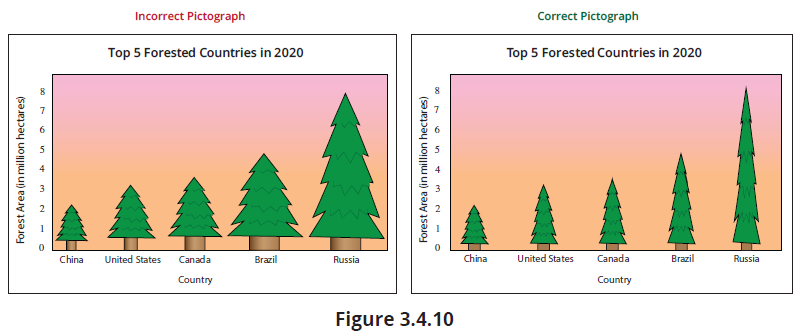 Incorrect Pictograph
Top 5 Forested Countries in 2020
Forest Area (in million hectares)
8
7
6
5
4
3
2
1
0
China United States Canada Brazil Russia
Country
Correct Pictograph
Top 5 Forested Countries in 2020
Forest Area (in million hectares)
8
7
6
5
4
3
2
1
0
China United States Canada Brazil Russia
Country
Figure 3.4.10